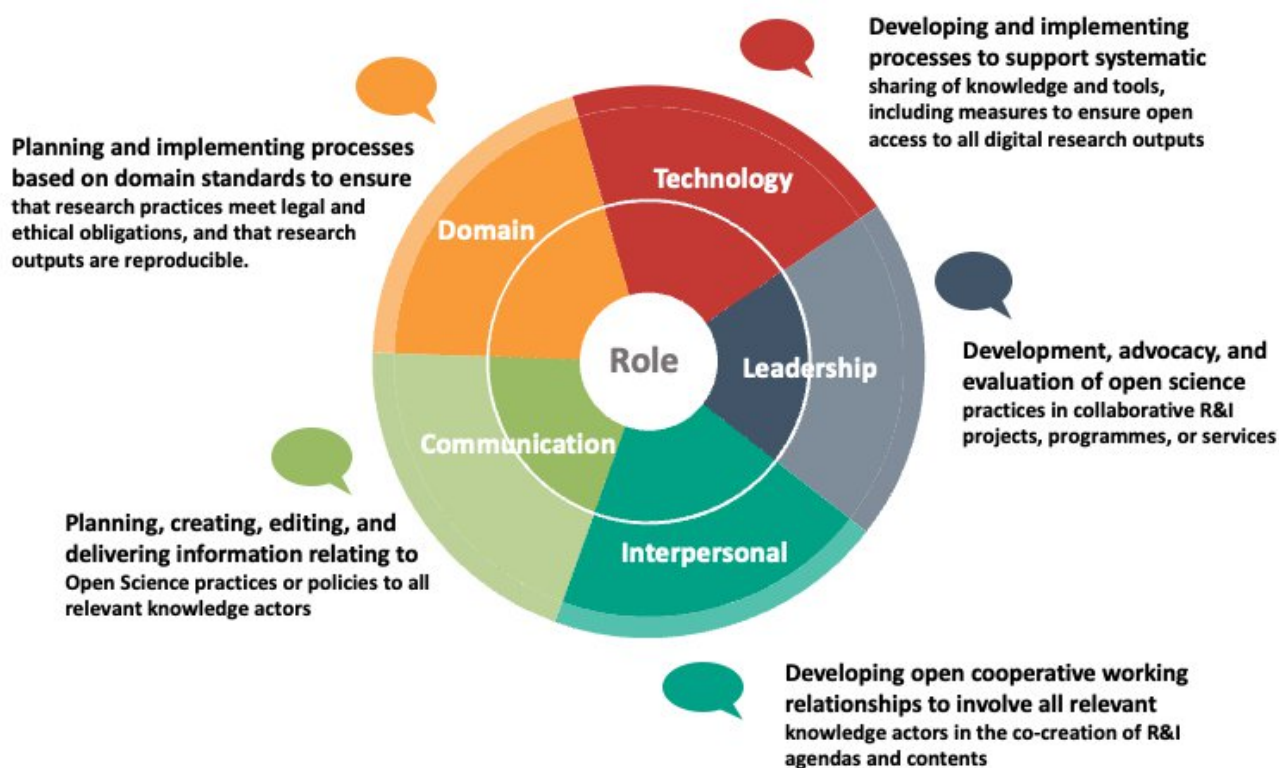 Developing and implementing
processes to support systematic
sharing of knowledge and tools,
including measures to ensure open
access to all digital research outputs
Planning and implementing processes
based on domain standards to ensure
that research practices meet legal and
ethical obligations, and that research
outputs are reproducible.
Technology
Domain
Role
Leadership
Development, advocacy, and
evaluation of open science
practices in collaborative R&I
projects, programmes, or services
Communication
Planning, creating, editing, and
delivering information relating to
Open Science practices or policies to all
relevant knowledge actors
Interpersonal
Developing open cooperative working
relationships to involve all relevant
knowledge actors in the co-creation of R&I
agendas and contents